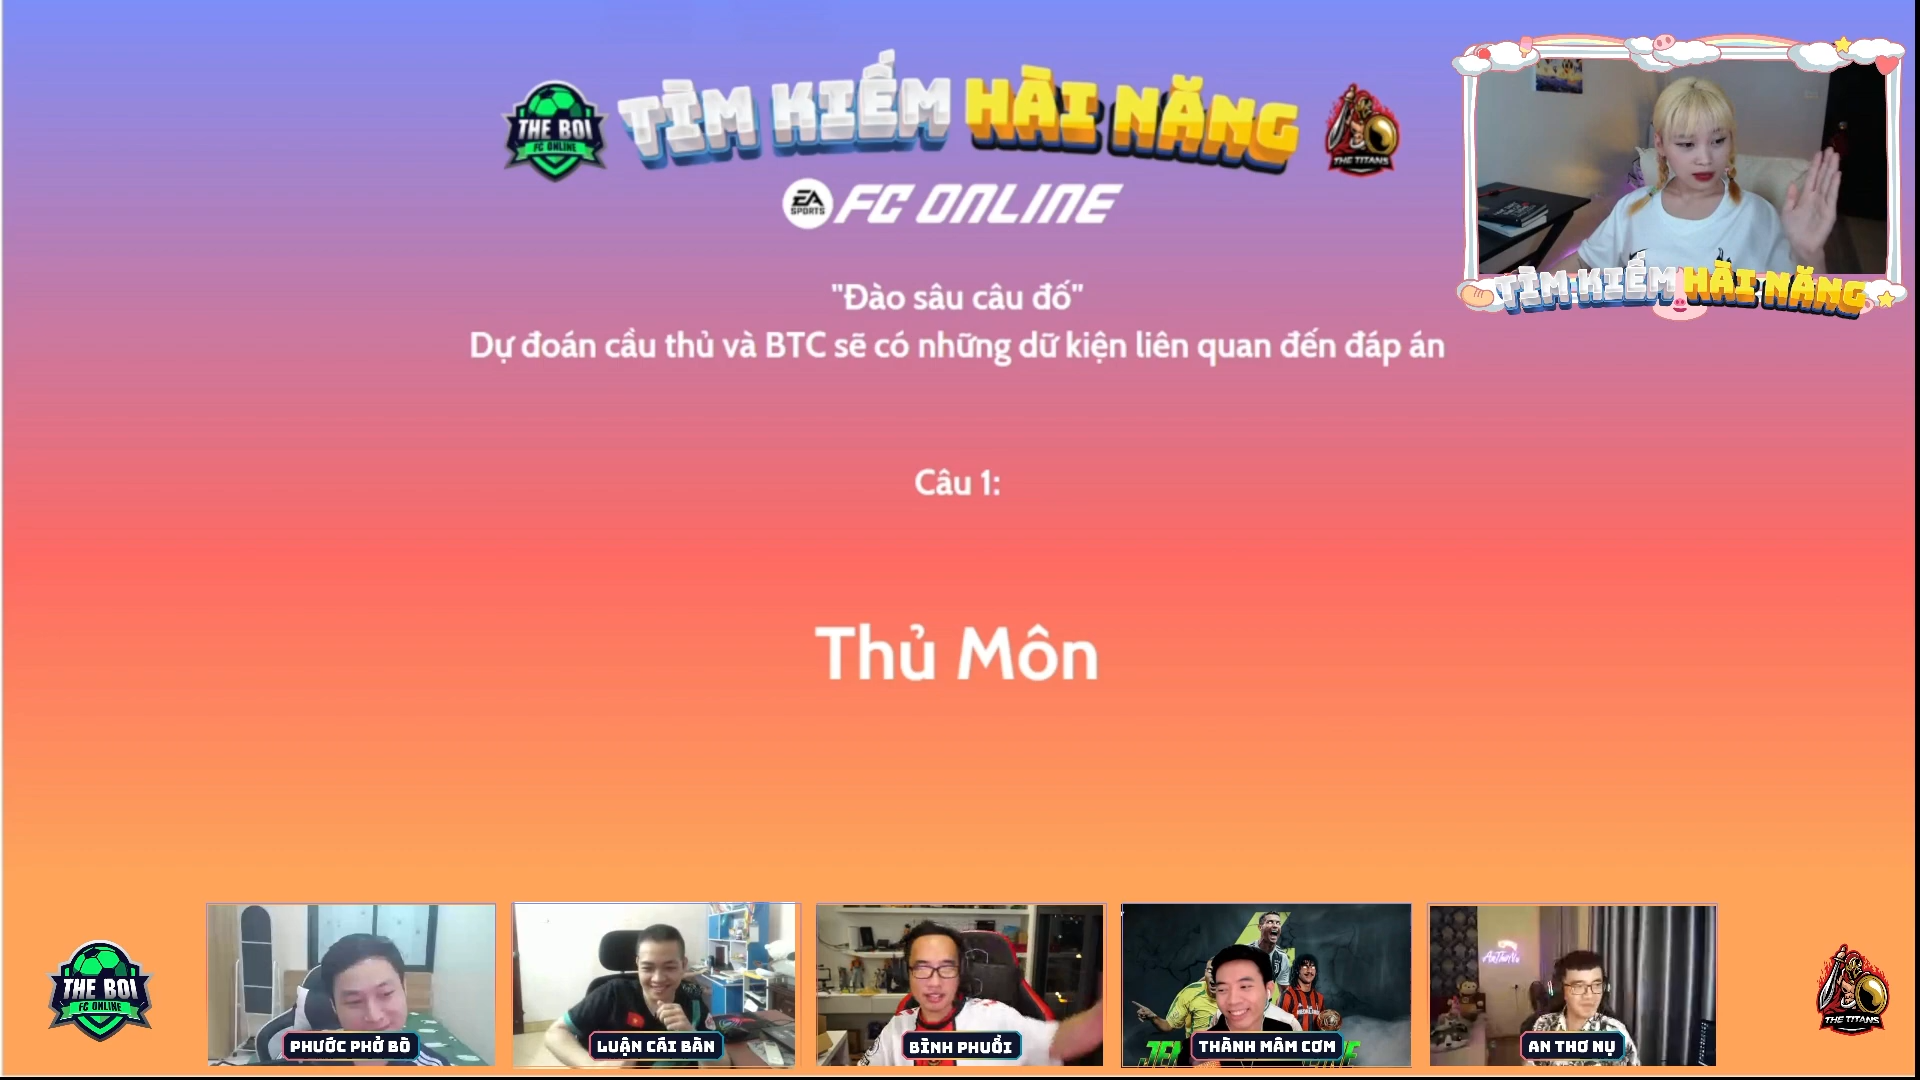 THE BOI
FC ONLINE
TÌM KIẾM HÀI NĂNG
THE TITANS
EA SPORTS FC ONLINE
TÌM KIẾM HÀI NĂNG
"Đào sâu câu đố"
Dự đoán cầu thủ và BTC sẽ có những dữ kiện liên quan đến đáp án
Câu 1:
Thủ Môn
THE BOI
FC ONLINE
PHƯỚC PHỞ BÒ
LUẬN CÁI BÀN
BÌNH PHUỔI
THÀNH MÂM CƠM
AN THƠ NỤ
THE TITANS